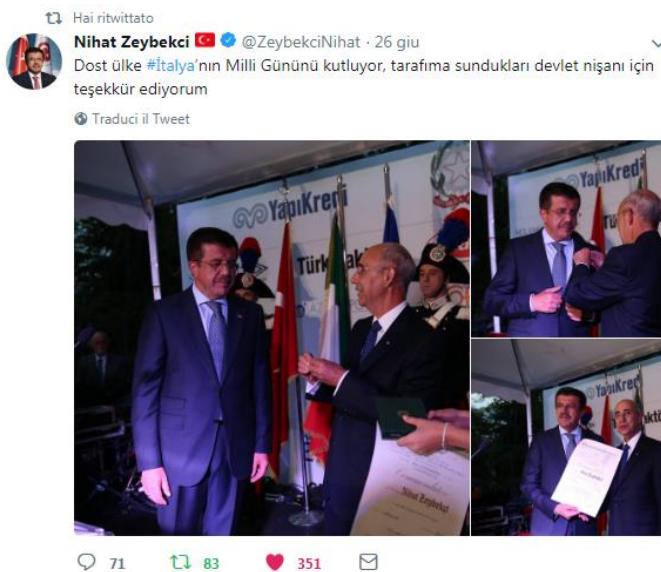 Hai ritwittato
Nihat Zeybekci @ZeybekciNihat · 26 giu
Dost ülke #İtalya'nın Milli Gününü kutluyor, tarafıma sundukları devlet nişanı için
teşekkür ediyorum
Traduci il Tweet
YapıKredi
Türk
YapıKredi
YapıKredi
Nihat Zeybekci
71 83 351